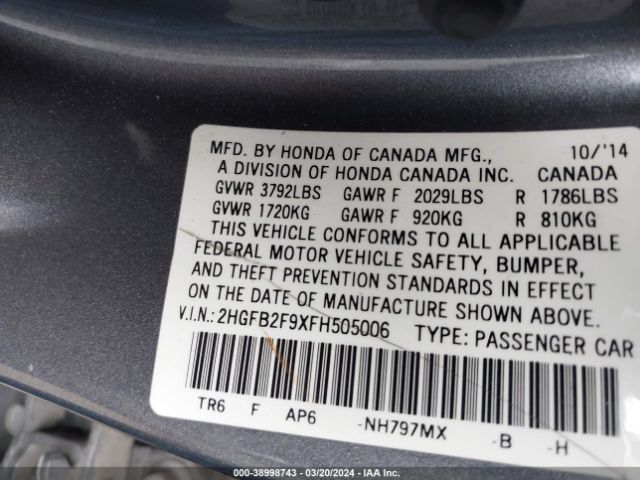 MFD. BY HONDA OF CANADA MFG., 10/'14
A DIVISION OF HONDA CANADA INC. CANADA
GVWR 3792LBS GAWR F 2029LBS R 1786LBS
GVWR 1720KG GAWR F 920KG R 810KG
THIS VEHICLE CONFORMS TO ALL APPLICABLE
FEDERAL MOTOR VEHICLE SAFETY, BUMPER,
AND THEFT PREVENTION STANDARDS IN EFFECT
ON THE DATE OF MANUFACTURE SHOWN ABOVE.
V.I.N.: 2HGFB2F9XFH505006 TYPE: PASSENGER CAR
TR6 F AP6 -NH797MX -B -H
000-38998743 - 03/20/2024 - IAA Inc.